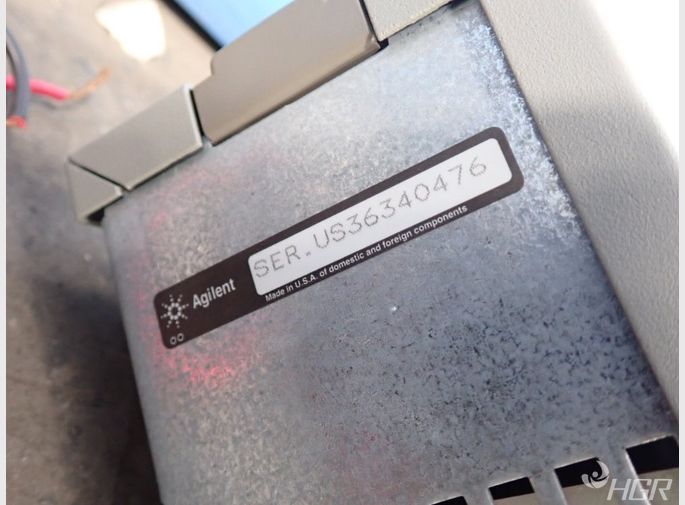 Agilent
SER.US36340476
Made in U.S.A. of domestic and foreign components
HGR